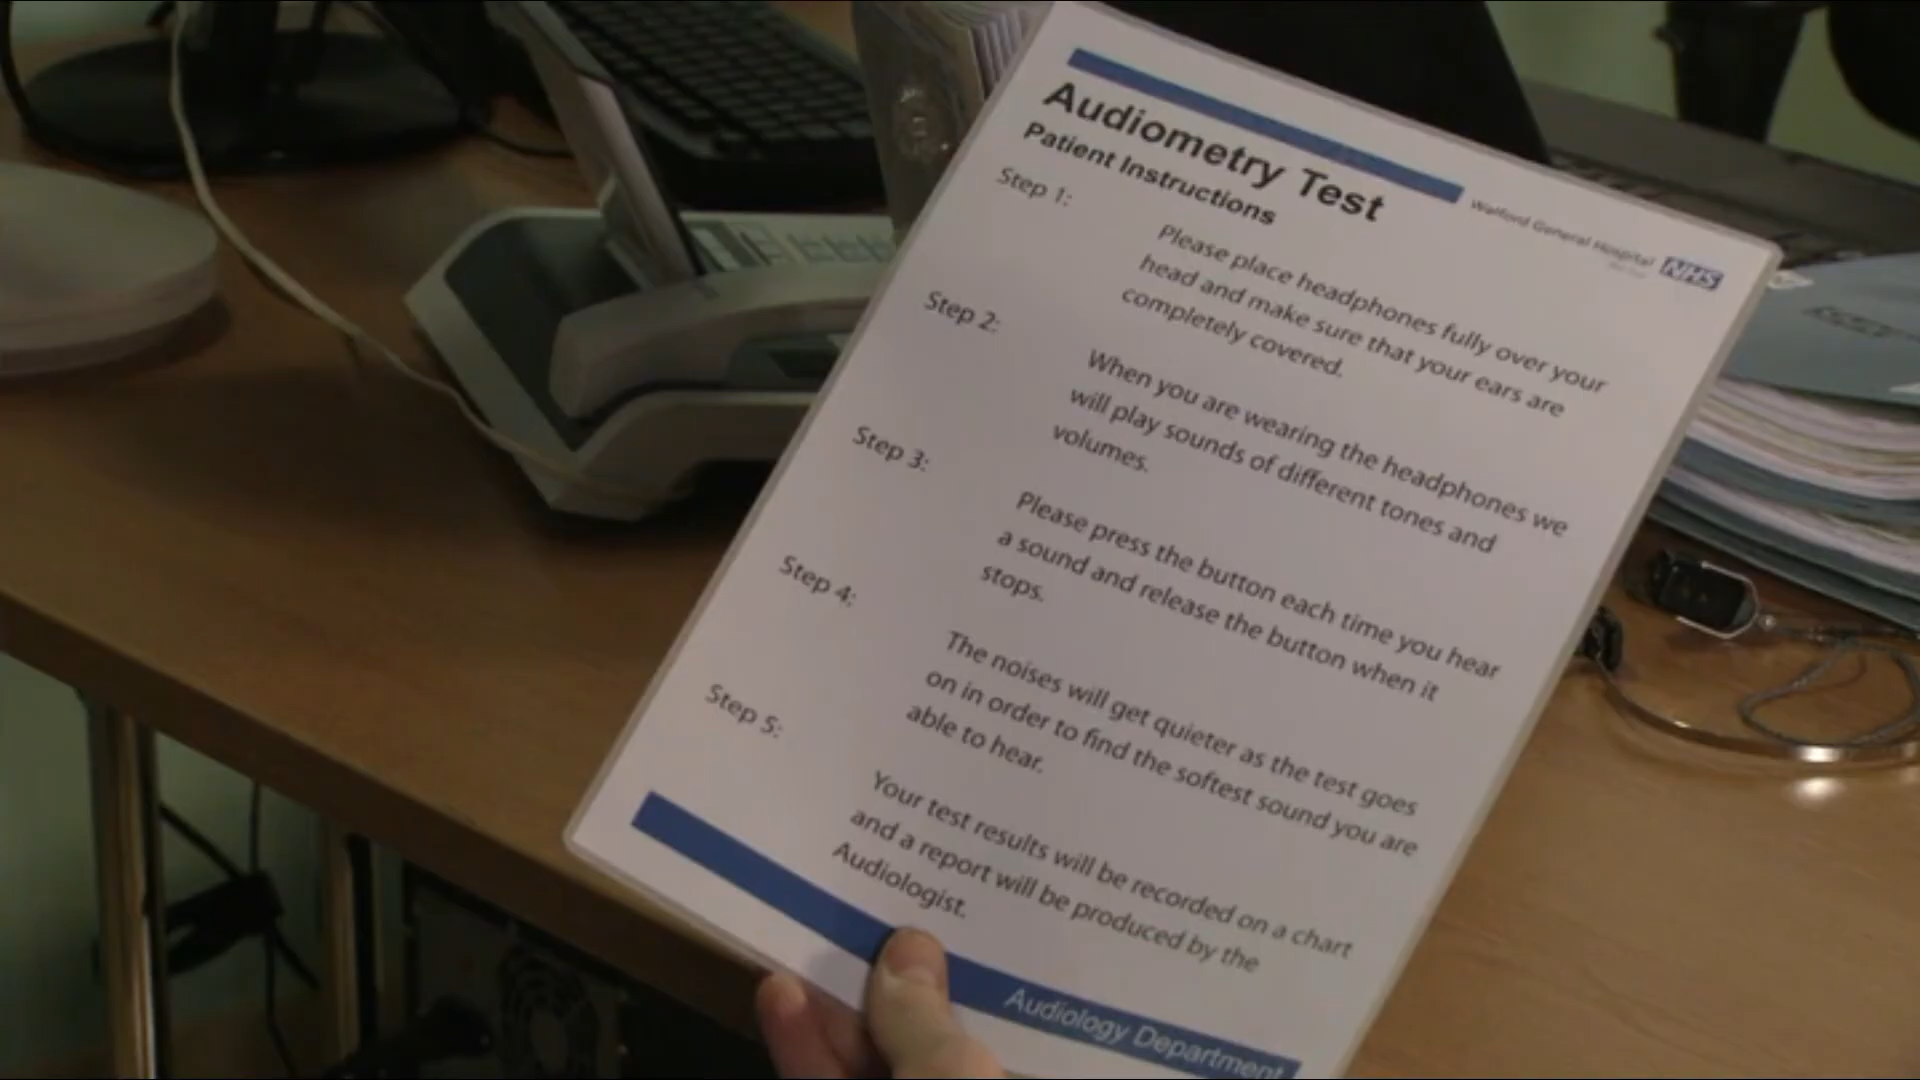 Audiometry Test
Patient Instructions
Walford General Hospital
NHS
Step 1:
Please place headphones fully over your
head and make sure that your ears are
completely covered.
Step 2:
When you are wearing the headphones we
will play sounds of different tones and
volumes.
Step 3:
Please press the button each time you hear
a sound and release the button when it
stops.
Step 4:
The noises will get quieter as the test goes
on in order to find the softest sound you are
able to hear.
Step 5:
Your test results will be recorded on a chart
and a report will be produced by the
Audiologist.
Audiology Department